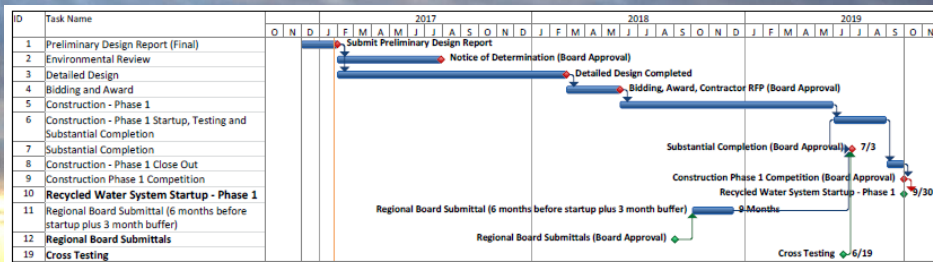 ID Task Name 2017 2018 2019
O N D J F M A M J J A S O N D J F M A M J J A S O N D J F M A M J J A S O N
1 Preliminary Design Report (Final) Submit Preliminary Design Report
2 Environmental Review Notice of Determination (Board Approval)
3 Detailed Design Detailed Design Completed
4 Bidding and Award Bidding, Award, Contractor RFP (Board Approval)
5 Construction - Phase 1
6 Construction - Phase 1 Startup, Testing and
Substantial Completion
7 Substantial Completion Substantial Completion (Board Approval) 7/3
8 Construction - Phase 1 Close Out
9 Construction Phase 1 Competition Construction Phase 1 Competition (Board Approval)
10 Recycled Water System Startup - Phase 1 Recycled Water System Startup - Phase 1 9/30
11 Regional Board Submittal (6 months before Regional Board Submittal (6 months before startup plus 3 month buffer) 9 Months
startup plus 3 month buffer)
12 Regional Board Submittals Regional Board Submittals (Board Approval)
19 Cross Testing Cross Testing 6/19